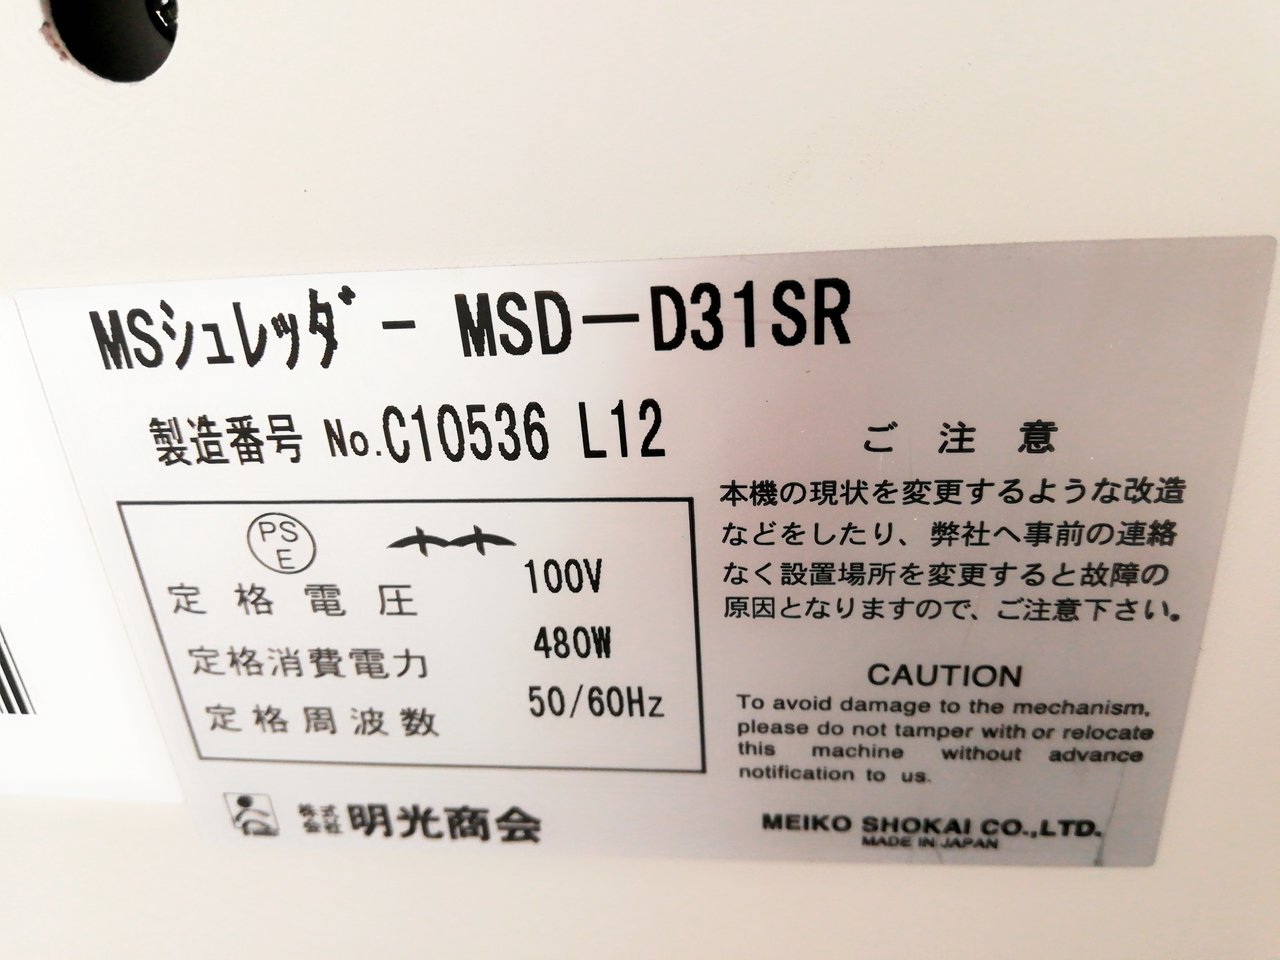 MSシュレッダー MSD-D31SR
製造番号 No.C10536 L12
PS
E
定格電圧 100V
定格消費電力 480W
定格周波数 50/60Hz
株式会社 明光商会
ご注意
本機の現状を変更するような改造
などをしたり、弊社へ事前の連絡
なく設置場所を変更すると故障の
原因となりますので、ご注意下さい。
CAUTION
To avoid damage to the mechanism,
please do not tamper with or relocate
this machine without advance
notification to us.
MEIKO SHOKAI CO.,LTD.
MADE IN JAPAN